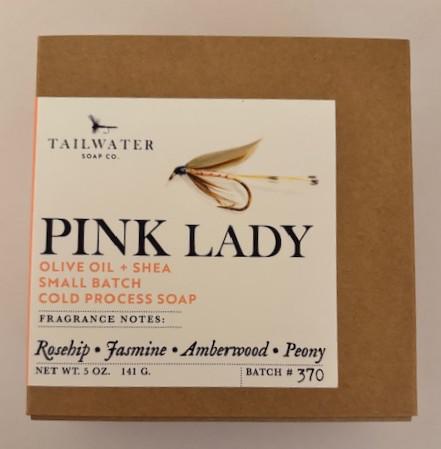 TAILWATER
SOAP CO.
PINK LADY
OLIVE OIL + SHEA
SMALL BATCH
COLD PROCESS SOAP
FRAGRANCE NOTES:
Rosehip • Jasmine • Amberwood • Peony
NET WT. 5 OZ. 141 G. BATCH # 370